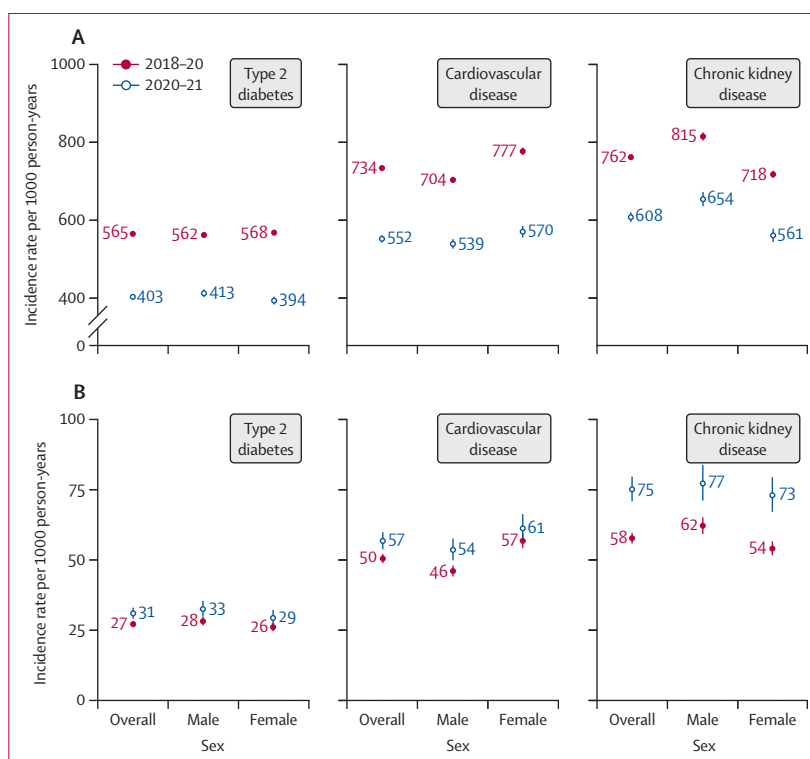 A
1000
800
600
400
0
Incidence rate per 1000 person-years
2018–20
2020–21
Type 2
diabetes
565
562
568
403
413
394
Cardiovascular
disease
734
704
777
552
539
570
Chronic kidney
disease
762
815
718
608
654
561
B
100
75
50
25
0
Incidence rate per 1000 person-years
Type 2
diabetes
27
31
28
33
26
29
Overall
Male
Female
Sex
Cardiovascular
disease
50
57
46
54
57
61
Overall
Male
Female
Sex
Chronic kidney
disease
58
75
62
77
54
73
Overall
Male
Female
Sex